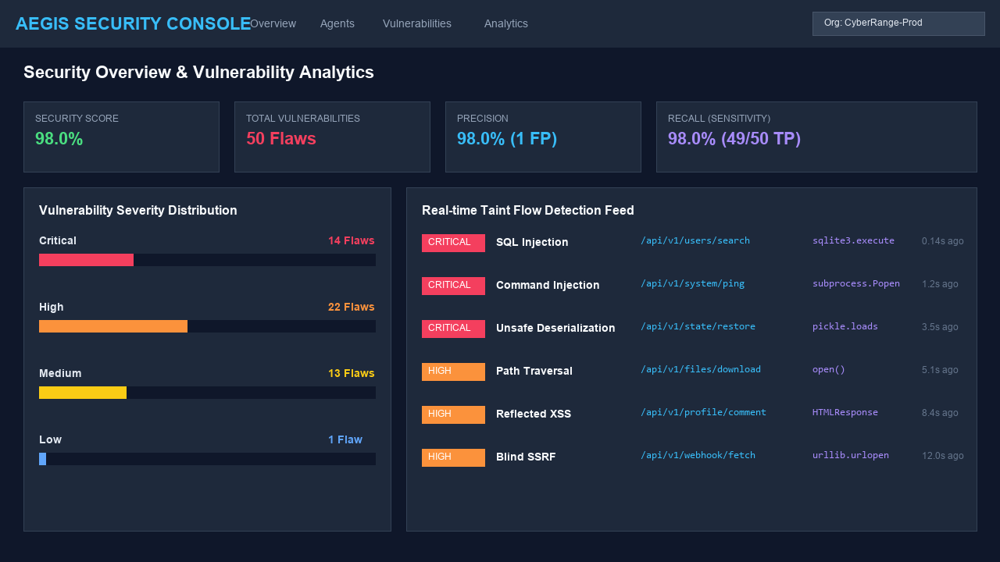 AEGIS SECURITY CONSOLE Overview Agents Vulnerabilities Analytics Org: CyberRange-Prod
Security Overview & Vulnerability Analytics
SECURITY SCORE
98.0%
TOTAL VULNERABILITIES
50 Flaws
PRECISION
98.0% (1 FP)
RECALL (SENSITIVITY)
98.0% (49/50 TP)
Vulnerability Severity Distribution
Critical 14 Flaws
High 22 Flaws
Medium 13 Flaws
Low 1 Flaw
Real-time Taint Flow Detection Feed
CRITICAL SQL Injection /api/v1/users/search sqlite3.execute 0.14s ago
CRITICAL Command Injection /api/v1/system/ping subprocess.Popen 1.2s ago
CRITICAL Unsafe Deserialization /api/v1/state/restore pickle.loads 3.5s ago
HIGH Path Traversal /api/v1/files/download open() 5.1s ago
HIGH Reflected XSS /api/v1/profile/comment HTMLResponse 8.4s ago
HIGH Blind SSRF /api/v1/webhook/fetch urllib.urlopen 12.0s ago